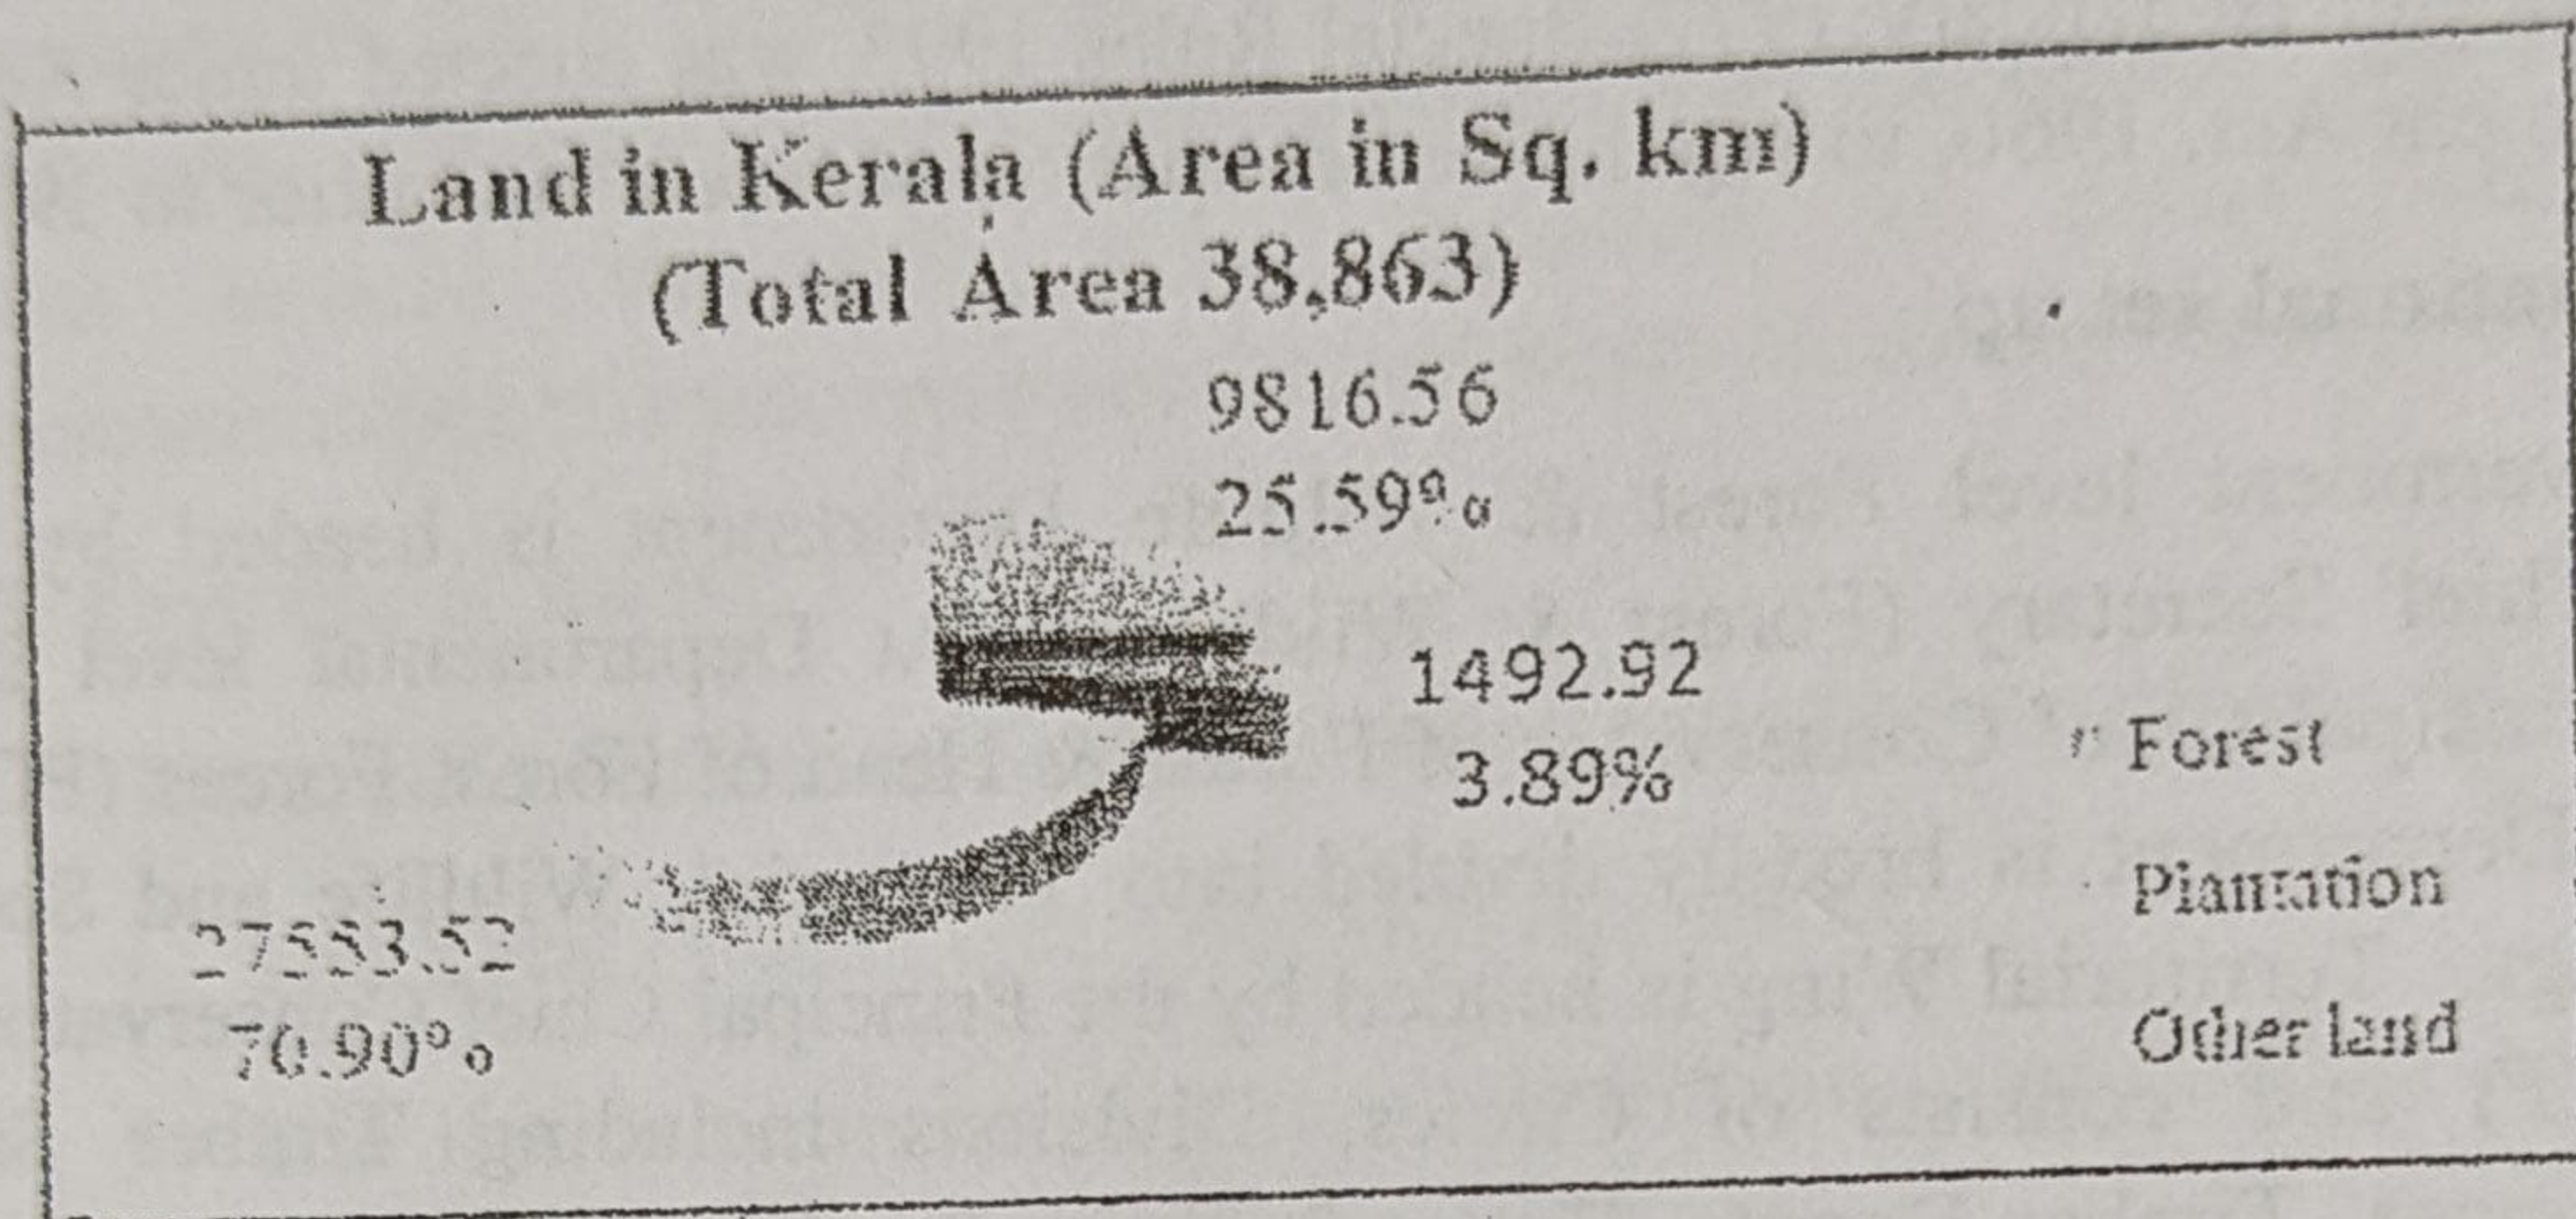 Land in Kerala (Area in Sq. km)
(Total Area 38,863)
9816.56
25.59%
1492.92
3.89%
Forest
Plantation
Other land
70.90%